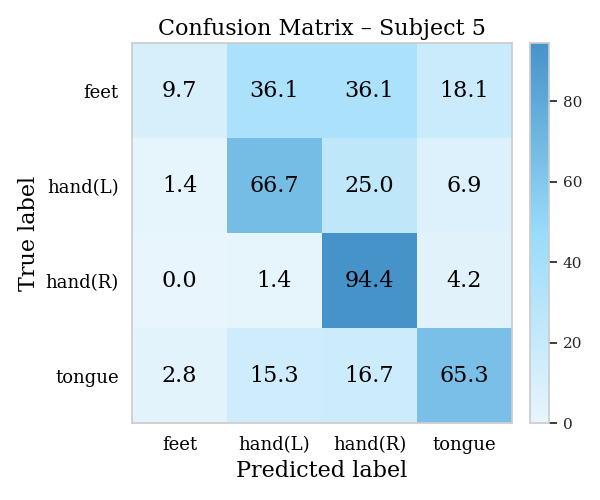 Confusion Matrix – Subject 5
True label
feet 9.7 36.1 36.1 18.1
hand(L) 1.4 66.7 25.0 6.9
hand(R) 0.0 1.4 94.4 4.2
tongue 2.8 15.3 16.7 65.3
feet hand(L) hand(R) tongue
Predicted label
80
60
40
20
0